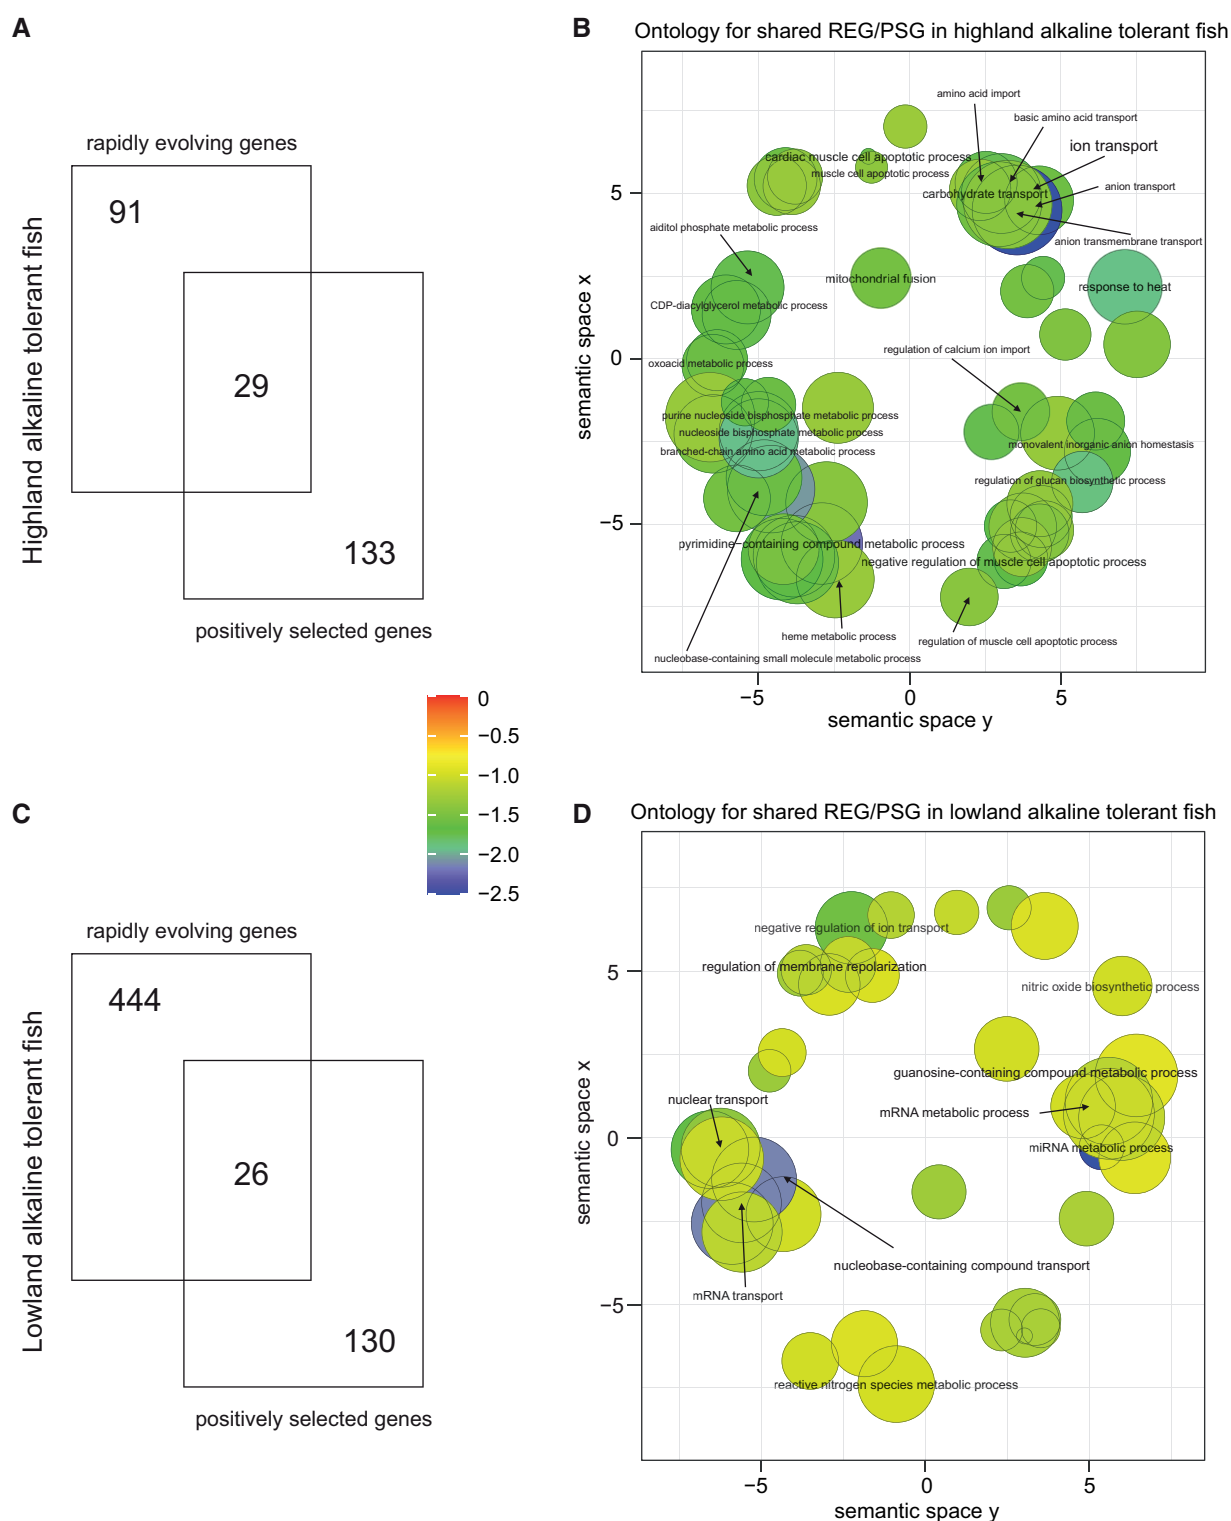 A
rapidly evolving genes
91
29
133
positively selected genes
Highland alkaline tolerant fish
B
Ontology for shared REG/PSG in highland alkaline tolerant fish
amino acid import
basic amino acid transport
ion transport
cardiac muscle cell apoptotic process
muscle cell apoptotic process
anion transport
carbohydrate transport
aiditol phosphate metabolic process
anion transmembrane transport
mitochondrial fusion
response to heat
CDP-diacylglycerol metabolic process
regulation of calcium ion import
oxoacid metabolic process
purine nucleoside bisphosphate metabolic process
nucleoside bisphosphate metabolic process
monovalent inorganic anion homestasis
branched-chain amino acid metabolic process
regulation of glucan biosynthetic process
pyrimidine-containing compound metabolic process
negative regulation of muscle cell apoptotic process
heme metabolic process
regulation of muscle cell apoptotic process
nucleobase-containing small molecule metabolic process
5
0
−5
semantic space x
−5
0
5
semantic space y
0
−0.5
−1.0
−1.5
−2.0
−2.5
C
rapidly evolving genes
444
26
130
positively selected genes
Lowland alkaline tolerant fish
D
Ontology for shared REG/PSG in lowland alkaline tolerant fish
negative regulation of ion transport
regulation of membrane repolarization
nitric oxide biosynthetic process
guanosine-containing compound metabolic process
nuclear transport
mRNA metabolic process
miRNA metabolic process
nucleobase-containing compound transport
mRNA transport
reactive nitrogen species metabolic process
5
0
−5
semantic space x
−5
0
5
semantic space y